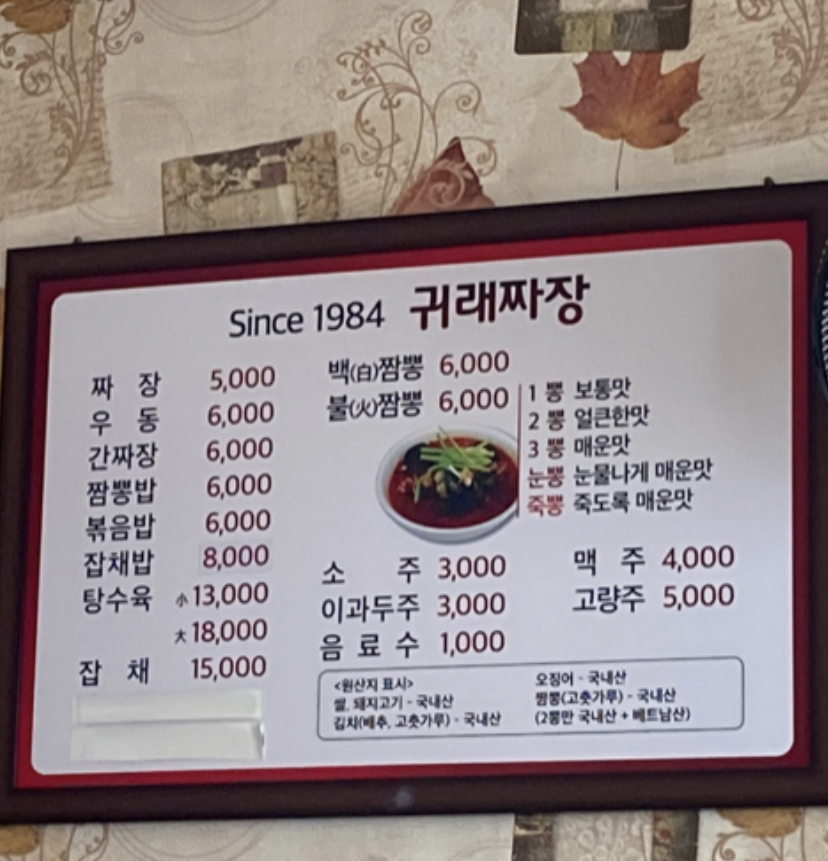 Since 1984 귀래짜장
짜 장 5,000
우 동 6,000
간짜장 6,000
짬뽕밥 6,000
볶음밥 6,000
잡채밥 8,000
탕수육 小 13,000
大 18,000
잡 채 15,000
백(白)짬뽕 6,000
불(火)짬뽕 6,000
1 뽕 보통맛
2 뽕 얼큰한맛
3 뽕 매운맛
눈뽕 눈물나게 매운맛
죽뽕 죽도록 매운맛
소 주 3,000
이과두주 3,000
음 료 수 1,000
맥 주 4,000
고량주 5,000
<원산지 표시>
쌀, 돼지고기 - 국내산
김치(배추, 고춧가루) - 국내산
오징어 - 국내산
짬뽕(고춧가루) - 국내산
(2뽕만 국내산 + 베트남산)